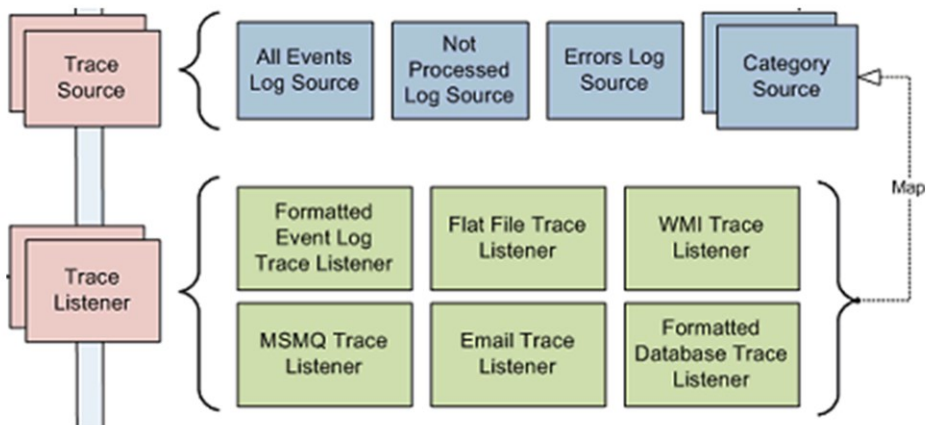 Trace
Source
All Events
Log Source
Not
Processed
Log Source
Errors Log
Source
Category
Source
Map
Trace
Listener
Formatted
Event Log
Trace Listener
Flat File Trace
Listener
WMI Trace
Listener
MSMQ Trace
Listener
Email Trace
Listener
Formatted
Database Trace
Listener